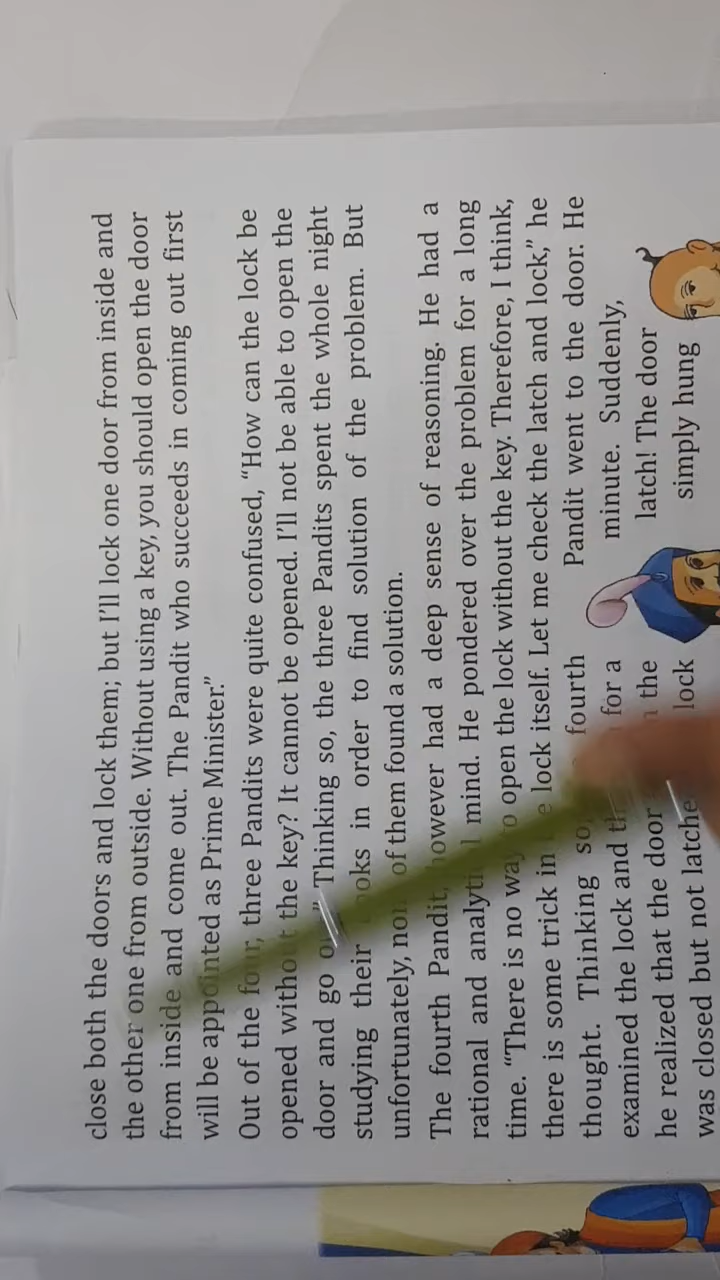 close both the doors and lock them; but I'll lock one door from inside and
the other one from outside. Without using a key, you should open the door
from inside and come out. The Pandit who succeeds in coming out first
will be appointed as Prime Minister."
Out of the four, three Pandits were quite confused, "How can the lock be
opened without the key? It cannot be opened. I'll not be able to open the
door and go Thinking so, the three Pandits spent the whole night
studying their in order to find solution of the problem. But
unfortunately, of them found a solution.
The fourth Pandit, however had a deep sense of reasoning. He had a
rational and mind. He pondered over the problem for a long
time. "There is no open the lock without the key. Therefore, I think,
there is some trick in lock itself. Let me check the latch and lock," he
thought. Thinking fourth Pandit went to the door. He
examined the lock and for a minute. Suddenly,
he realized that the door the latch! The door
was closed but not lock simply hung